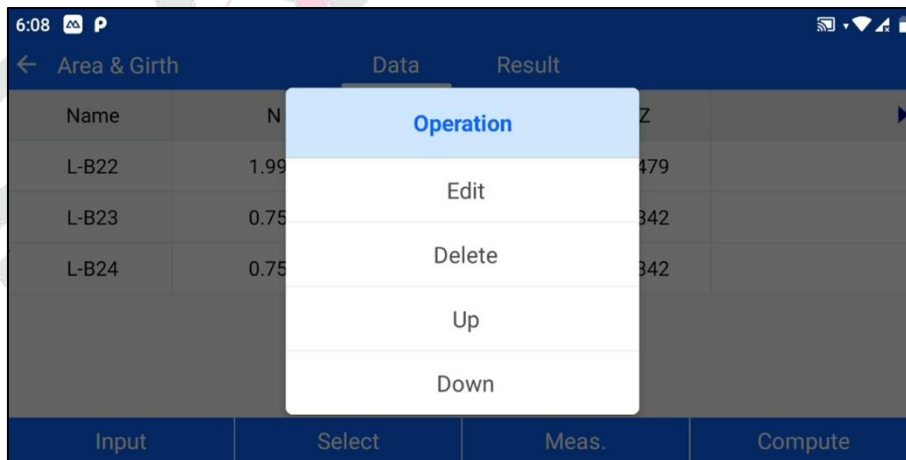 6:08
Area & Girth Data Result
Name N Z
Operation
L-B22 1.99 479
Edit
L-B23 0.75 342
Delete
L-B24 0.75 342
Up
Down
Input Select Meas. Compute